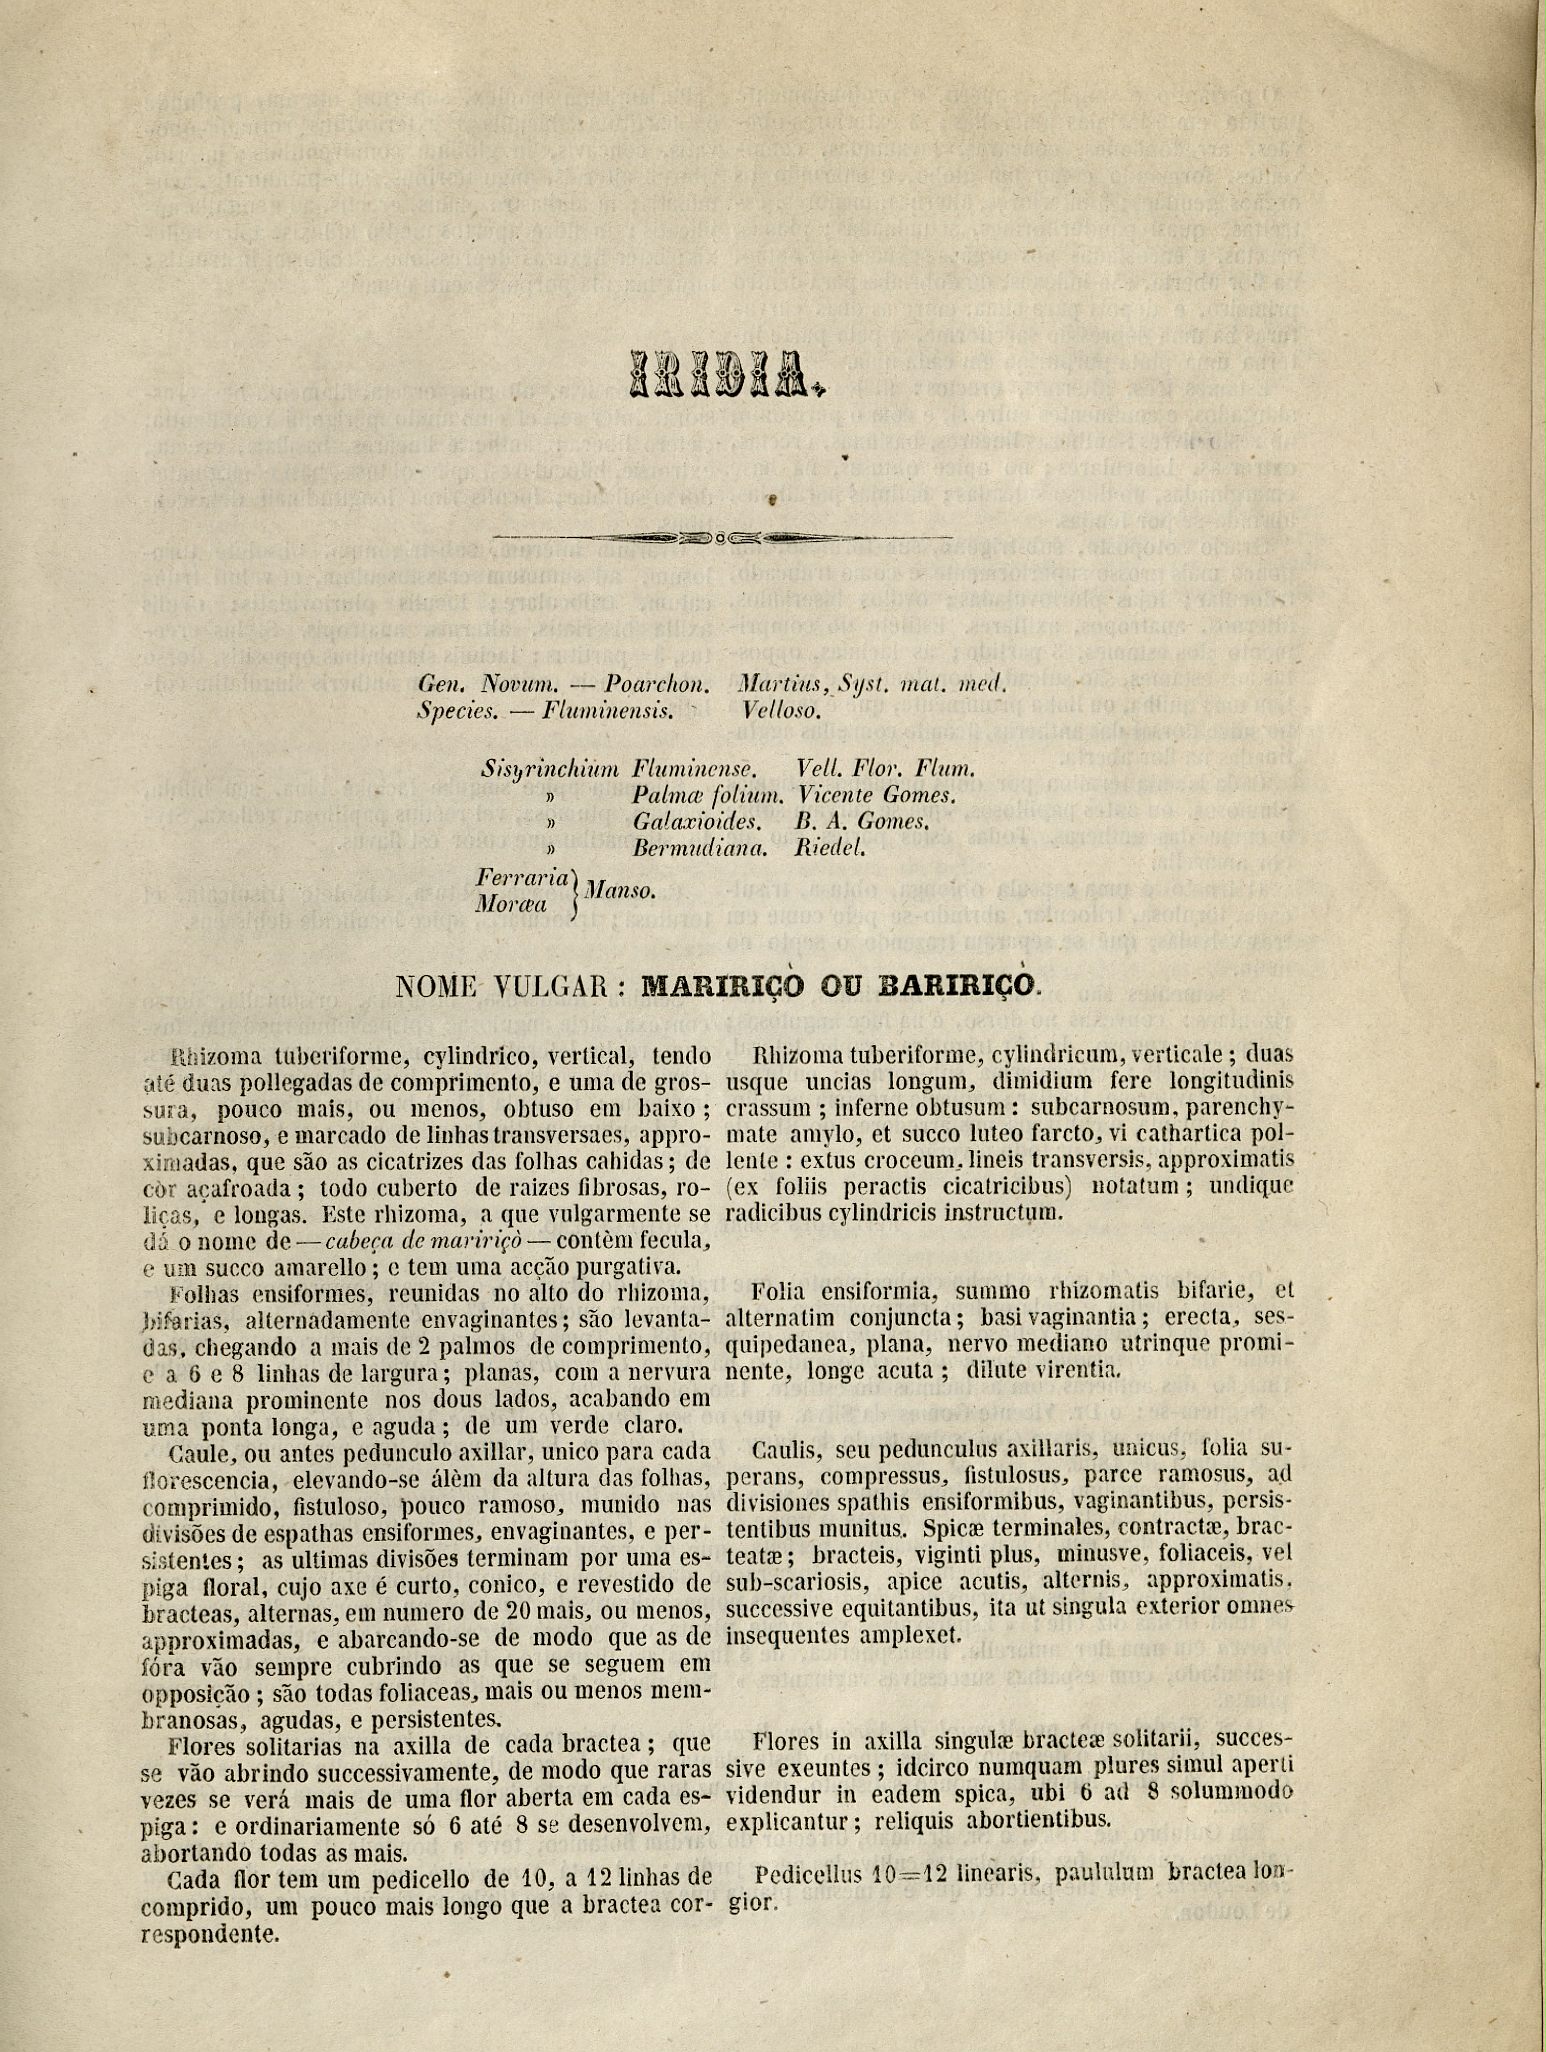 IRIDIA.
Gen. Novum. — Poarchon. Martius, Syst. mat. med.
Species. — Fluminensis. Velloso.
Sisyrinchium Fluminense. Vell. Flor. Flum.
» Palmæ folium. Vicente Gomes.
» Galaxioides. B. A. Gomes.
» Bermudiana. Riedel.
Ferraria
Moræa } Manso.
NOME VULGAR : MARIRIÇÒ OU BARIRIÇÒ.
Rhizoma tuberiforme, cylindrico, vertical, tendo
até duas pollegadas de comprimento, e uma de gros-
sura, pouco mais, ou menos, obtuso em baixo ;
subcarnoso, e marcado de linhas transversaes, appro-
ximadas, que são as cicatrizes das folhas cahidas ; de
còr açafroada ; todo cuberto de raizes fibrosas, ro-
liças, e longas. Este rhizoma, a que vulgarmente se
dá o nome de — cabeça de maririçò — contèm fecula,
e um succo amarello ; e tem uma acção purgativa.
Folhas ensiformes, reunidas no alto do rhizoma,
bifarias, alternadamente envaginantes ; são levanta-
das, chegando a mais de 2 palmos de comprimento,
e a 6 e 8 linhas de largura ; planas, com a nervura
mediana prominente nos dous lados, acabando em
uma ponta longa, e aguda ; de um verde claro.
Caule, ou antes pedunculo axillar, unico para cada
florescencia, elevando-se álèm da altura das folhas,
comprimido, fistuloso, pouco ramoso, munido nas
divisões de espathas ensiformes, envaginantes, e per-
sistentes ; as ultimas divisões terminam por uma es-
piga floral, cujo axe é curto, conico, e revestido de
bracteas, alternas, em numero de 20 mais, ou menos,
approximadas, e abarcando-se de modo que as de
fóra vão sempre cubrindo as que se seguem em
opposição ; são todas foliaceas, mais ou menos mem-
branosas, agudas, e persistentes.
Flores solitarias na axilla de cada bractea ; que
se vão abrindo successivamente, de modo que raras
vezes se verá mais de uma flor aberta em cada es-
piga : e ordinariamente só 6 até 8 se desenvolvem,
abortando todas as mais.
Cada flor tem um pedicello de 10, a 12 linhas de
comprido, um pouco mais longo que a bractea cor-
respondente.
Rhizoma tuberiforme, cylindricum, verticale ; duas
usque uncias longum, dimidium fere longitudinis
crassum ; inferne obtusum : subcarnosum, parenchy-
mate amylo, et succo luteo farcto, vi cathartica pol-
lente : extus croceum, lineis transversis, approximatis
(ex foliis peractis cicatricibus) notatum ; undique
radicibus cylindricis instructum.
Folia ensiformia, summo rhizomatis bifarie, et
alternatim conjuncta ; basi vaginantia ; erecta, ses-
quipedanea, plana, nervo mediano utrinque promi-
nente, longe acuta ; dilute virentia.
Caulis, seu pedunculus axillaris, unicus, folia su-
perans, compressus, fistulosus, parce ramosus, ad
divisiones spathis ensiformibus, vaginantibus, persis-
tentibus munitus. Spicæ terminales, contractæ, brac-
teatæ ; bracteis, viginti plus, minusve, foliaceis, vel
sub-scariosis, apice acutis, alternis, approximatis,
successive equitantibus, ita ut singula exterior omnes
insequentes amplexet.
Flores in axilla singulæ bracteæ solitarii, succes-
sive exeuntes ; idcirco numquam plures simul aperti
videndur in eadem spica, ubi 6 ad 8 solummodo
explicantur ; reliquis abortientibus.
Pedicellus 10=12 linearis, paululum bractea lon-
gior.